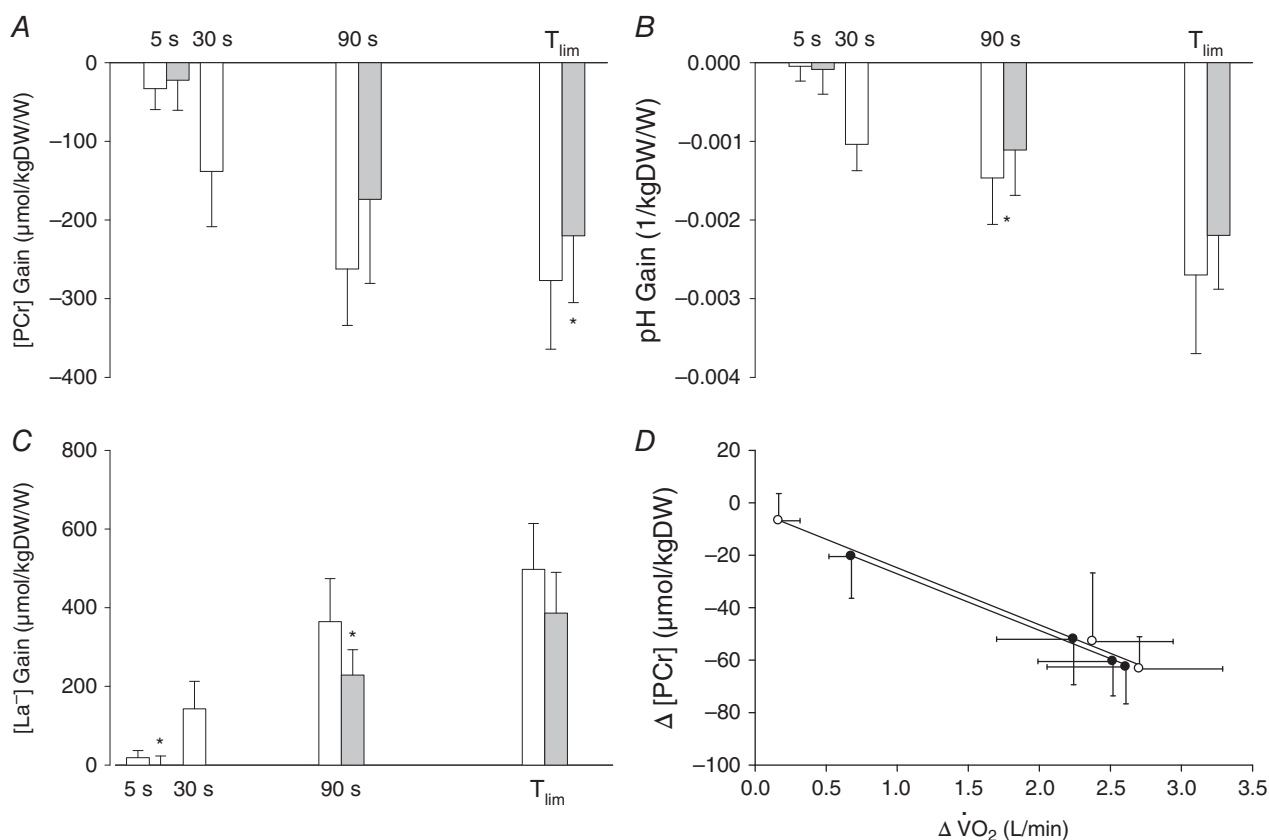 A
5 s 30 s 90 s T_lim
[PCr] Gain (µmol/kgDW/W)
0
–100
–200
–300
–400
*
B
5 s 30 s 90 s T_lim
pH Gain (1/kgDW/W)
0.000
–0.001
–0.002
–0.003
–0.004
*
C
[La⁻] Gain (µmol/kgDW/W)
800
600
400
200
0
*
*
5 s 30 s 90 s T_lim
D
Δ [PCr] (µmol/kgDW)
20
0
–20
–40
–60
–80
–100
0.0 0.5 1.0 1.5 2.0 2.5 3.0 3.5
Δ V̇O₂ (L/min)